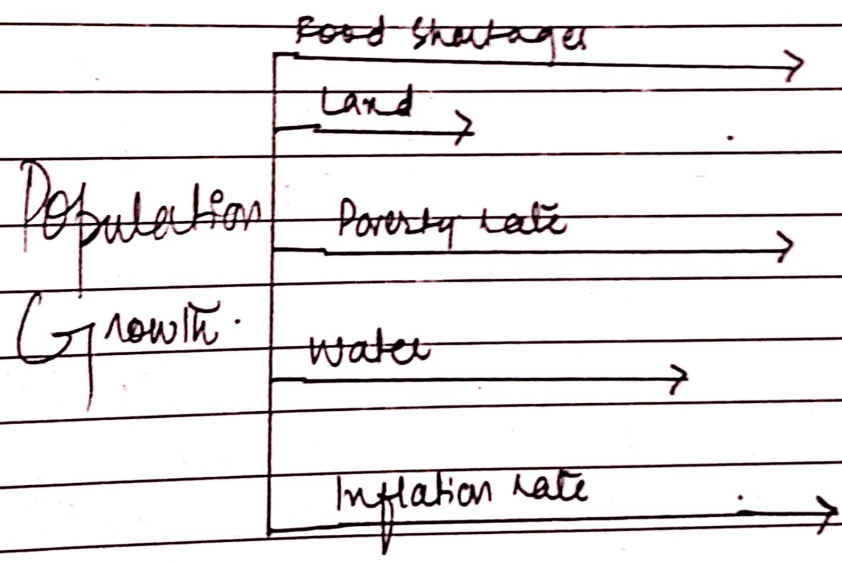 Food Shortages
Land
Population
Poverty rate
Growth.
Water
Inflation rate